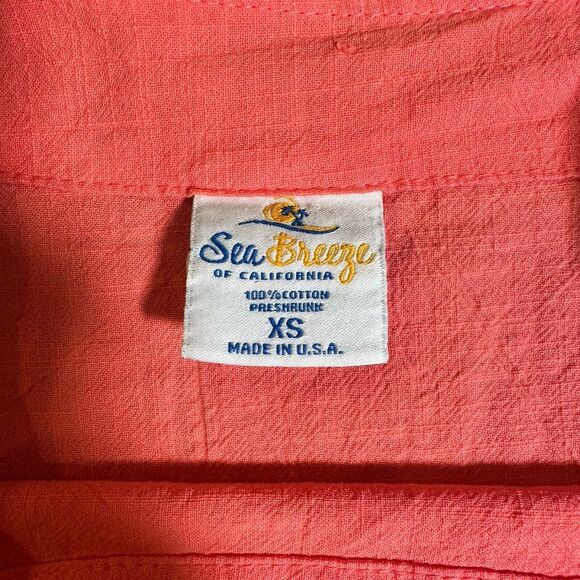 Sea Breeze
OF CALIFORNIA
100% COTTON
PRESHRUNK
XS
MADE IN U.S.A.